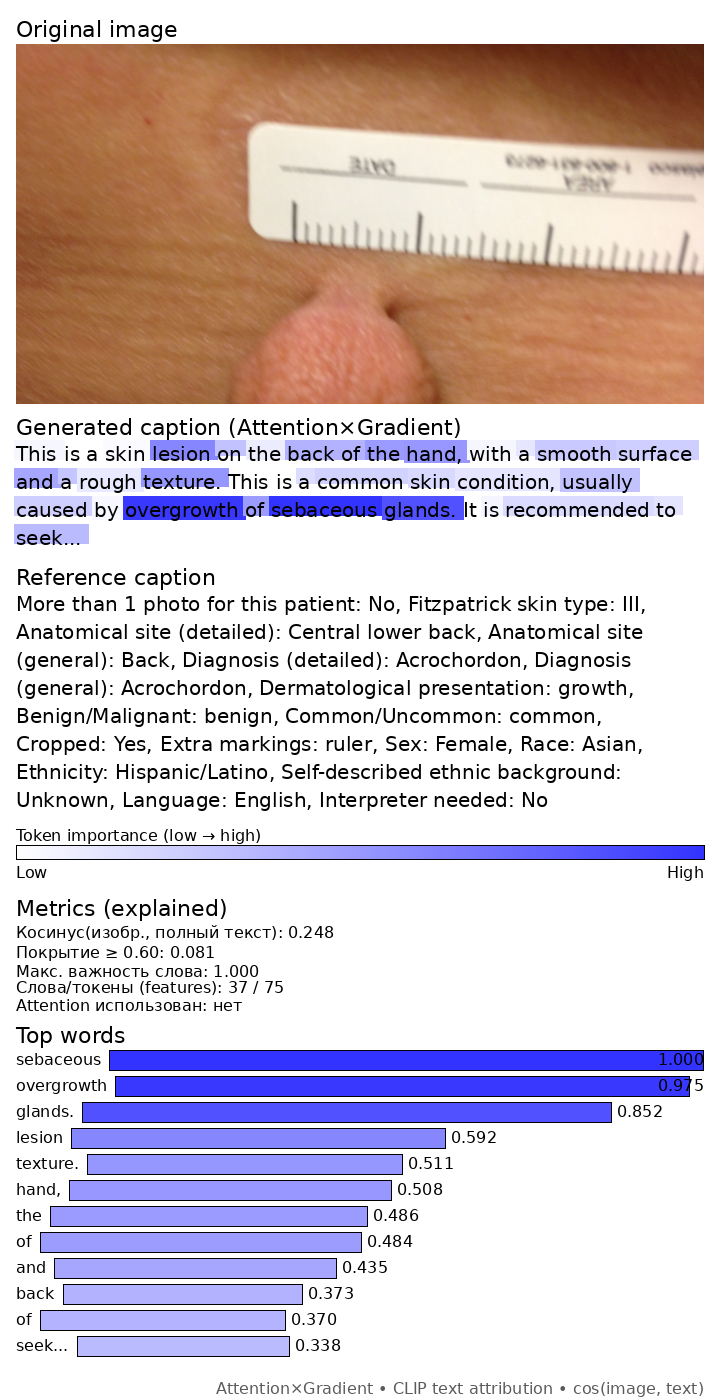 Original image
DATE
1-800-631-6273
AREA
Generated caption (Attention×Gradient)
This is a skin lesion on the back of the hand, with a smooth surface
and a rough texture. This is a common skin condition, usually
caused by overgrowth of sebaceous glands. It is recommended to
seek...
Reference caption
More than 1 photo for this patient: No, Fitzpatrick skin type: III,
Anatomical site (detailed): Central lower back, Anatomical site
(general): Back, Diagnosis (detailed): Acrochordon, Diagnosis
(general): Acrochordon, Dermatological presentation: growth,
Benign/Malignant: benign, Common/Uncommon: common,
Cropped: Yes, Extra markings: ruler, Sex: Female, Race: Asian,
Ethnicity: Hispanic/Latino, Self-described ethnic background:
Unknown, Language: English, Interpreter needed: No
Token importance (low → high)
Low High
Metrics (explained)
Косинус(изобр., полный текст): 0.248
Покрытие ≥ 0.60: 0.081
Макс. важность слова: 1.000
Слова/токены (features): 37 / 75
Attention использован: нет
Top words
sebaceous 1.000
overgrowth 0.975
glands. 0.852
lesion 0.592
texture. 0.511
hand, 0.508
the 0.486
of 0.484
and 0.435
back 0.373
of 0.370
seek... 0.338
Attention×Gradient • CLIP text attribution • cos(image, text)